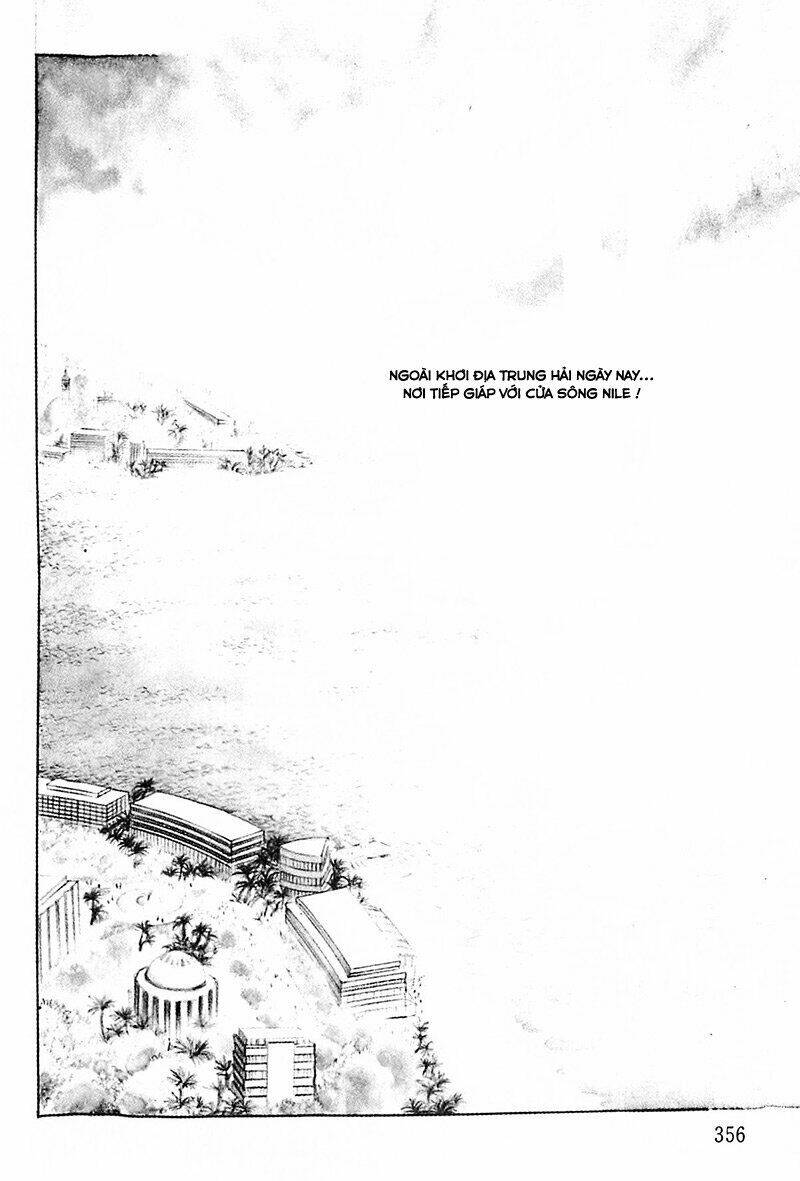 NGOÀI KHƠI ĐỊA TRUNG HẢI NGÀY NAY...
NƠI TIẾP GIÁP VỚI CỬA SÔNG NILE !
356